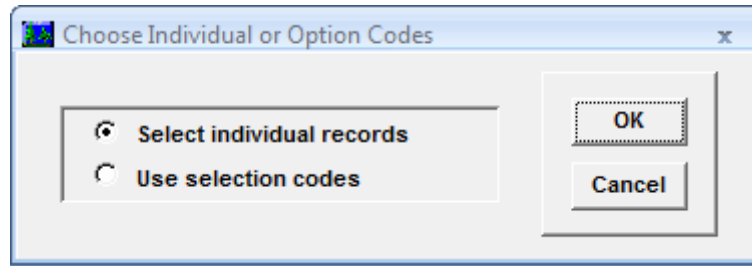 Choose Individual or Option Codes
x
Select individual records
Use selection codes
OK
Cancel